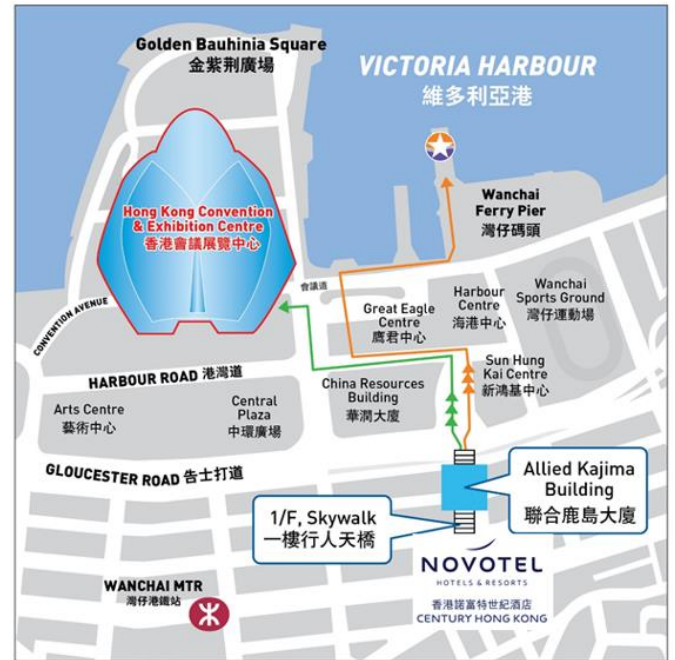 Golden Bauhinia Square
金紫荆廣場
VICTORIA HARBOUR
維多利亞港
Hong Kong Convention
& Exhibition Centre
香港會議展覽中心
Wanchai
Ferry Pier
灣仔碼頭
會議道
CONVENTION AVENUE
Great Eagle
Centre
鷹君中心
Harbour
Centre
海港中心
Wanchai
Sports Ground
灣仔運動場
HARBOUR ROAD 港灣道
China Resources
Building
華潤大廈
Sun Hung
Kai Centre
新鴻基中心
Arts Centre
藝術中心
Central
Plaza
中環廣場
GLOUCESTER ROAD 告士打道
Allied Kajima
Building
聯合鹿島大廈
1/F, Skywalk
一樓行人天橋
NOVOTEL
HOTELS & RESORTS
香港諾富特世紀酒店
CENTURY HONG KONG
WANCHAI MTR
灣仔港鐵站